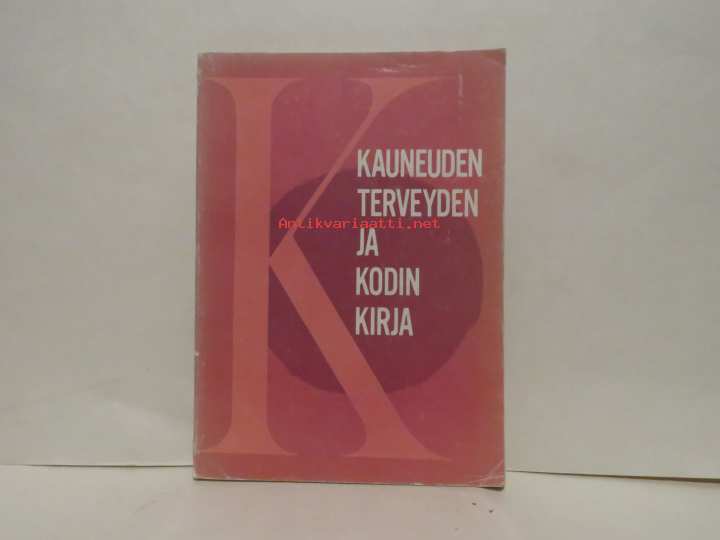 K
KAUNEUDEN
TERVEYDEN
Antikvariaatti.net
JA
KODIN
KIRJA